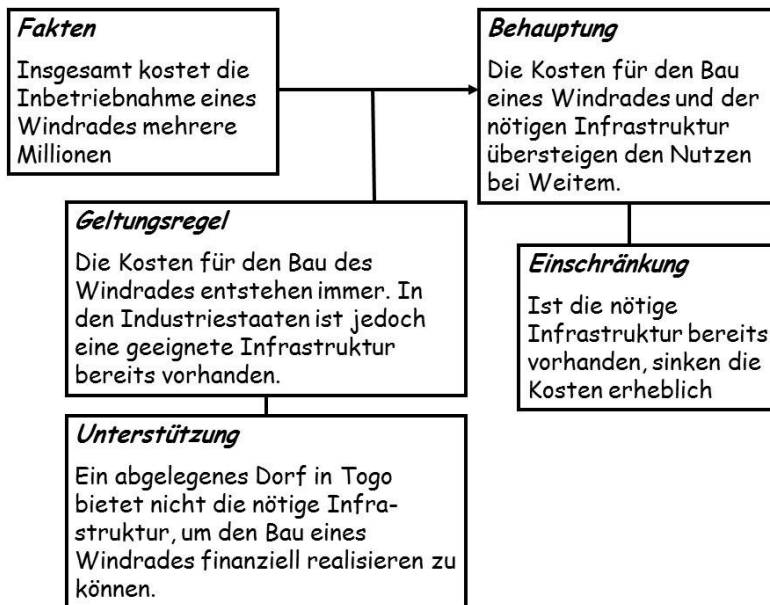 Fakten
Insgesamt kostet die
Inbetriebnahme eines
Windrades mehrere
Millionen
Behauptung
Die Kosten für den Bau
eines Windrades und der
nötigen Infrastruktur
übersteigen den Nutzen
bei Weitem.
Geltungsregel
Die Kosten für den Bau des
Windrades entstehen immer. In
den Industriestaaten ist jedoch
eine geeignete Infrastruktur
bereits vorhanden.
Einschränkung
Ist die nötige
Infrastruktur bereits
vorhanden, sinken die
Kosten erheblich
Unterstützung
Ein abgelegenes Dorf in Togo
bietet nicht die nötige Infra-
struktur, um den Bau eines
Windrades finanziell realisieren zu
können.